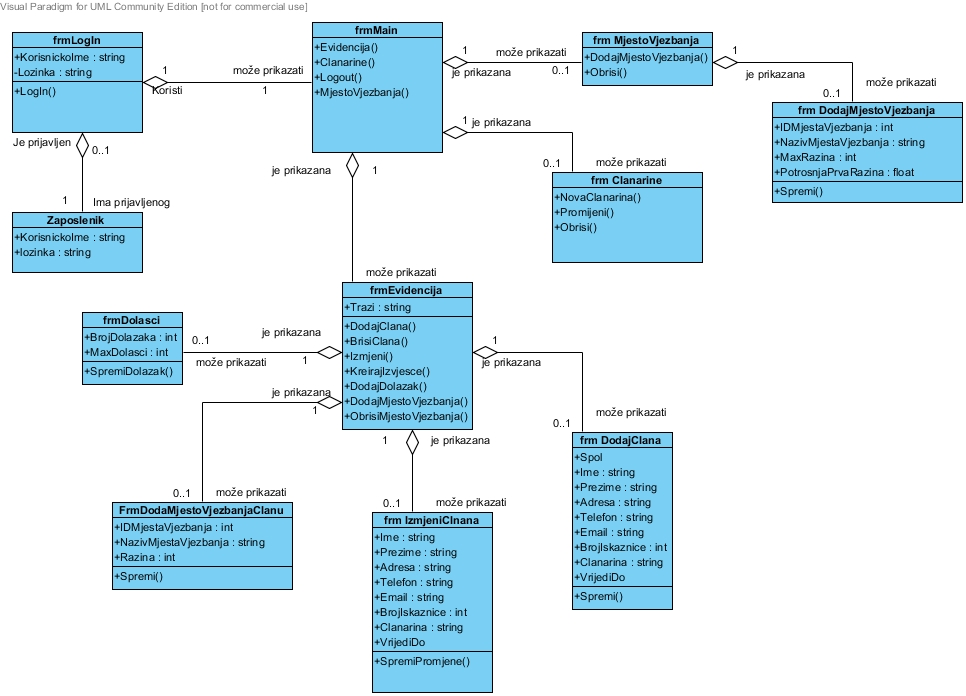 Visual Paradigm for UML Community Edition [not for commercial use]
frmLogIn
+KorisnickoIme : string
-Lozinka : string
+LogIn()
1
Koristi
može prikazati
1
frmMain
+Evidencija()
+Clanarine()
+Logout()
+MjestoVjezbanja()
1
je prikazana
može prikazati
0..1
frm MjestoVjezbanja
+DodajMjestoVjezbanja()
+Obrisi()
1
je prikazana
može prikazati
0..1
frm DodajMjestoVjezbanja
+IDMjestaVjezbanja : int
+NazivMjestaVjezbanja : string
+MaxRazina : int
+PotrosnjaPrvaRazina : float
+Spremi()
1
je prikazana
0..1
može prikazati
frm Clanarine
+NovaClanarina()
+Promijeni()
+Obrisi()
Je prijavljen
0..1
1
Ima prijavljenog
Zaposlenik
+KorisnickoIme : string
+lozinka : string
je prikazana
1
može prikazati
frmEvidencija
+Trazi : string
+DodajClana()
+BrisiClana()
+Izmjeni()
+KreirajIzvjesce()
+DodajDolazak()
+DodajMjestoVjezbanja()
+ObrisiMjestoVjezbanja()
frmDolasci
+BrojDolazaka : int
+MaxDolasci : int
+SpremiDolazak()
0..1
može prikazati
je prikazana
1
je prikazana
1
0..1
može prikazati
FrmDodaMjestoVjezbanjaClanu
+IDMjestaVjezbanja : int
+NazivMjestaVjezbanja : string
+Razina : int
+Spremi()
1
je prikazana
0..1
može prikazati
frm IzmjeniClnana
+Ime : string
+Prezime : string
+Adresa : string
+Telefon : string
+Email : string
+BrojIskaznice : int
+Clanarina : string
+VrijediDo
+SpremiPromjene()
1
je prikazana
može prikazati
0..1
frm DodajClana
+Spol
+Ime : string
+Prezime : string
+Adresa : string
+Telefon : string
+Email : string
+BrojIskaznice : int
+Clanarina : string
+VrijediDo
+Spremi()